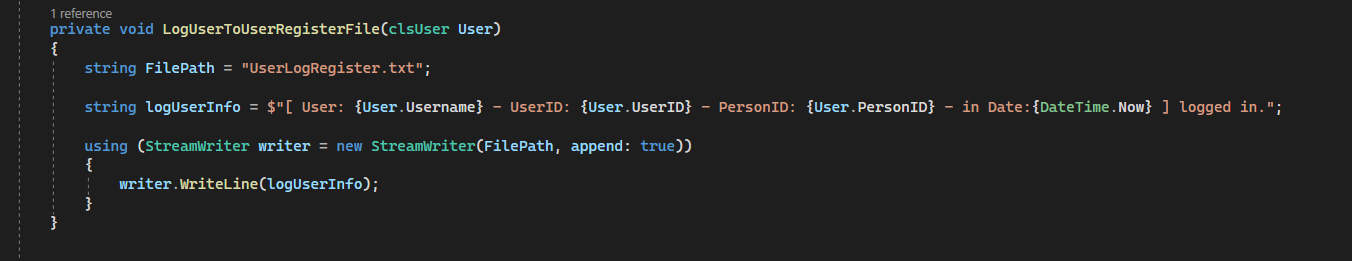 1 reference
private void LogUserToUserRegisterFile(clsUser User)
{
string FilePath = "UserLogRegister.txt";
string logUserInfo = $"[ User: {User.Username} - UserID: {User.UserID} - PersonID: {User.PersonID} - in Date:{DateTime.Now} ] logged in.";
using (StreamWriter writer = new StreamWriter(FilePath, append: true))
{
writer.WriteLine(logUserInfo);
}
}